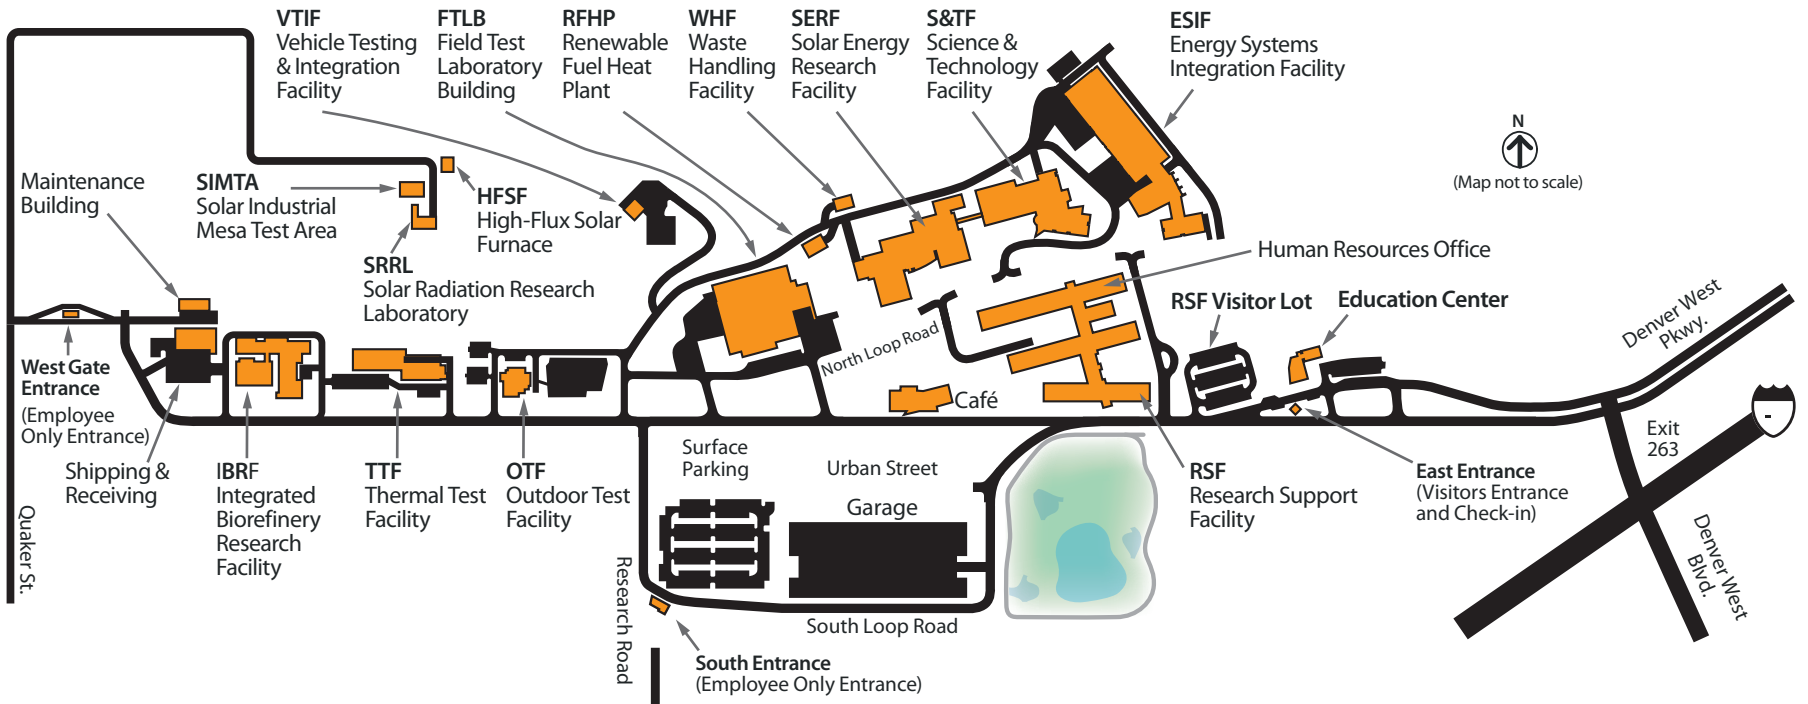 VTIF
Vehicle Testing
& Integration
Facility
FTLB
Field Test
Laboratory
Building
RFHP
Renewable
Fuel Heat
Plant
WHF
Waste
Handling
Facility
SERF
Solar Energy
Research
Facility
S&TF
Science &
Technology
Facility
ESIF
Energy Systems
Integration Facility
N
(Map not to scale)
Maintenance
Building
SIMTA
Solar Industrial
Mesa Test Area
HFSF
High-Flux Solar
Furnace
SRRL
Solar Radiation Research
Laboratory
Human Resources Office
RSF Visitor Lot
Education Center
Denver West
Pkwy.
North Loop Road
West Gate
Entrance
(Employee
Only Entrance)
Café
Shipping &
Receiving
IBRF
Integrated
Biorefinery
Research
Facility
TTF
Thermal Test
Facility
OTF
Outdoor Test
Facility
Surface
Parking
Urban Street
Garage
RSF
Research Support
Facility
East Entrance
(Visitors Entrance
and Check-in)
Exit
263
Denver West
Blvd.
Quaker St.
Research Road
South Loop Road
South Entrance
(Employee Only Entrance)